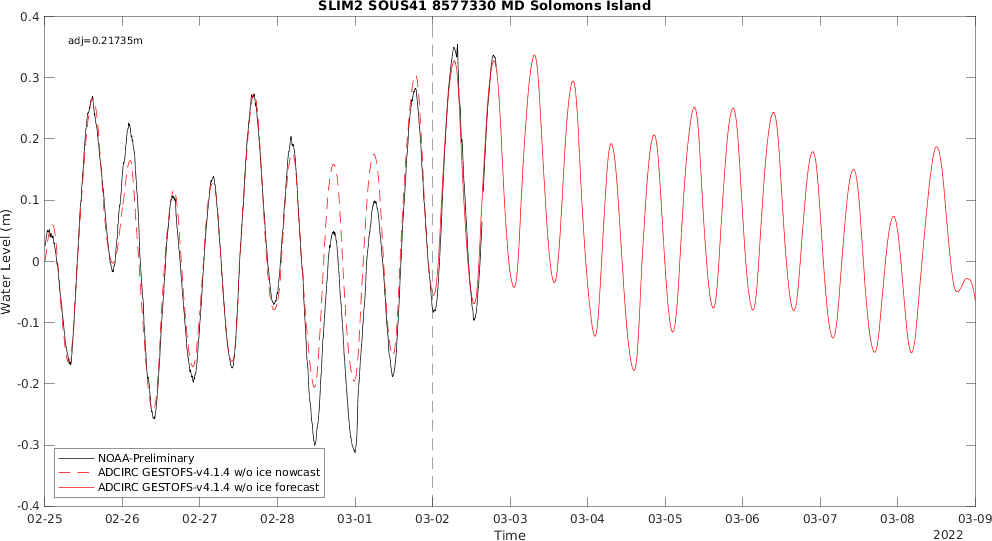 SLIM2 SOUS41 8577330 MD Solomons Island
adj=0.21735m
Water Level (m)
0.4
0.3
0.2
0.1
0
-0.1
-0.2
-0.3
-0.4
NOAA-Preliminary
ADCIRC GESTOFS-v4.1.4 w/o ice nowcast
ADCIRC GESTOFS-v4.1.4 w/o ice forecast
02-25 02-26 02-27 02-28 03-01 03-02 03-03 03-04 03-05 03-06 03-07 03-08 03-09
Time
2022